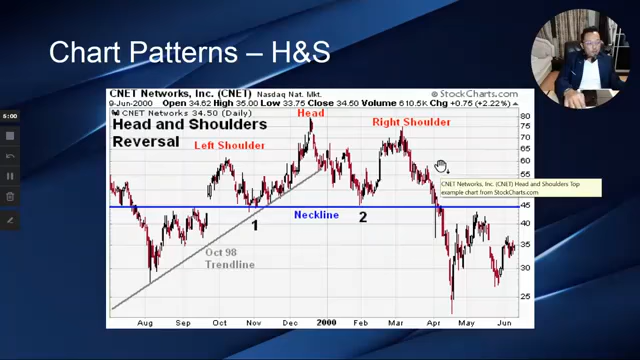 Chart Patterns – H&S
5:00
CNET Networks, Inc. (CNET) Nasdaq Nat. Mkt. © StockCharts.com
9-Jun-2000 Open 34.62 High 35.00 Low 33.75 Close 34.50 Volume 610.5K Chg +0.75 (+2.22%)
CNET Networks 34.50 (Daily)
Head and Shoulders
Reversal
Head
Left Shoulder
Right Shoulder
Neckline
1
2
Oct 98
Trendline
CNET Networks, Inc. (CNET) Head and Shoulders Top
example chart from StockCharts.com
80
75
70
65
60
55
50
45
40
35
30
25
Aug Sep Oct Nov Dec 2000 Feb Mar Apr May Jun